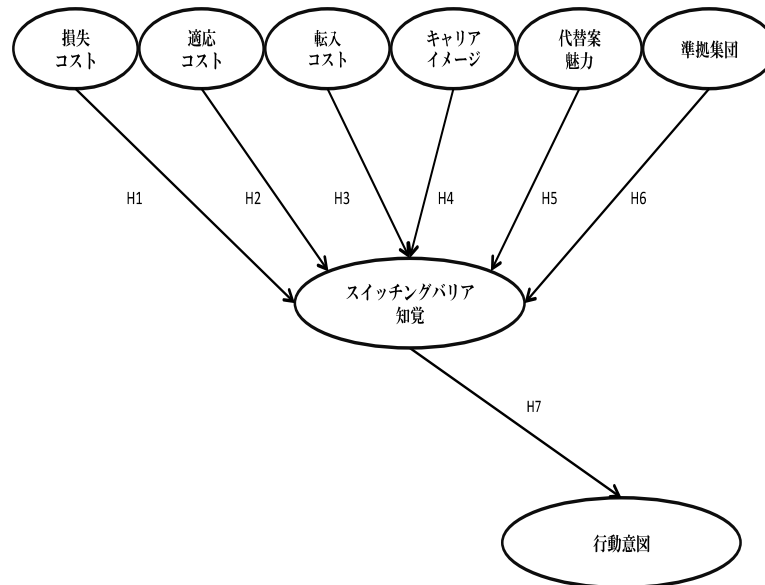 損失
コスト
適応
コスト
転入
コスト
キャリア
イメージ
代替案
魅力
準拠集団
H1
H2
H3
H4
H5
H6
スイッチングバリア
知覚
H7
行動意図